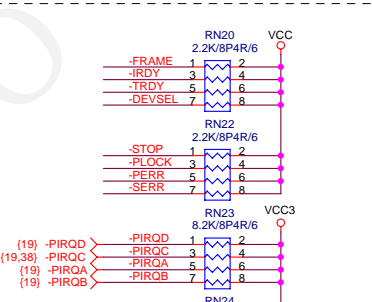 RN20 VCC
2.2K/8P4R/6
-FRAME 1 2
-IRDY 3 4
-TRDY 5 6
-DEVSEL 7 8
RN22
2.2K/8P4R/6
-STOP 1 2
-PLOCK 3 4
-PERR 5 6
-SERR 7 8
RN23 VCC3
8.2K/8P4R/6
{19} -PIRQD -PIRQD 1 2
{19,38} -PIRQC -PIRQC 3 4
{19} -PIRQA -PIRQA 5 6
{19} -PIRQB -PIRQB 7 8
RN24